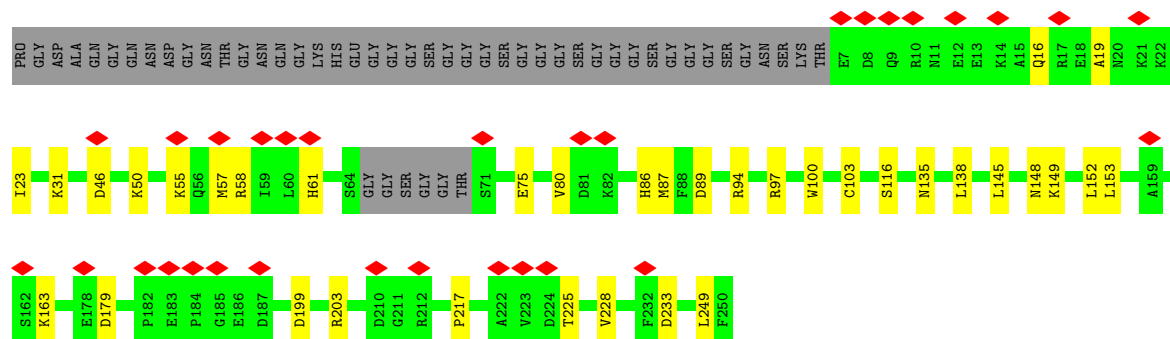 PRO GLY ASP ALA GLN GLY GLN ASN ASP GLY ASN THR GLY ASN GLN GLY LYS HIS GLU GLY GLY GLY GLY SER GLY GLY GLY GLY SER GLY GLY GLY GLY SER GLY GLY GLY GLY SER GLY GLY GLY GLY SER GLY ASN SER LYS THR E7 D8 Q9 R10 N11 E12 E13 K14 A15 Q16 R17 E18 A19 N20 K21 K22
I23 K31 D46 K50 K55 Q56 M57 R58 I59 L60 H61 S64 GLY GLY SER GLY GLY THR S71 E75 V80 D81 K82 H86 M87 F88 D89 R94 R97 W100 C103 S116 N135 L138 L145 N148 K149 L152 L153 A159
S162 K163 E178 D179 P182 E183 P184 G185 E186 D187 D199 R203 D210 G211 R212 P217 A222 V223 D224 T225 V228 F232 D233 L249 F250